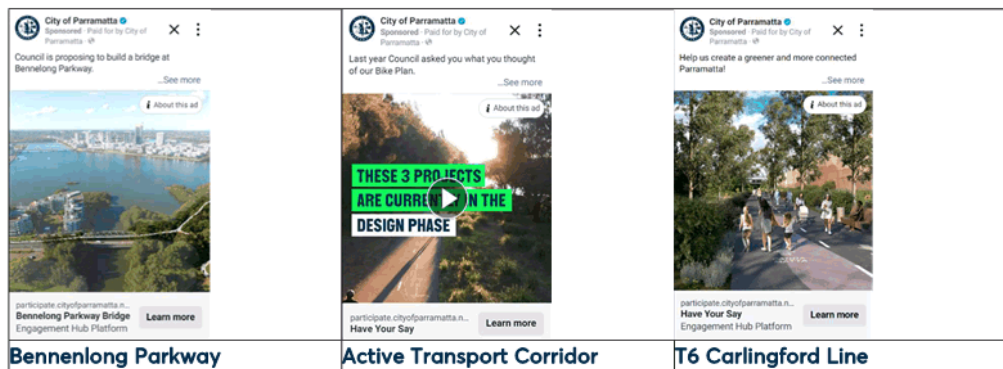 City of Parramatta
Sponsored · Paid for by City of
Parramatta ·
Council is proposing to build a bridge at
Bennelong Parkway.
...See more
About this ad
participate.cityofparramatta.n...
Bennelong Parkway Bridge
Engagement Hub Platform
Learn more
Bennenlong Parkway
City of Parramatta
Sponsored · Paid for by City of
Parramatta ·
Last year Council asked you what you thought
of our Bike Plan.
...See more
About this ad
THESE 3 PROJECTS
ARE CURRENTLY IN THE
DESIGN PHASE
participate.cityofparramatta.n...
Have Your Say
Learn more
Active Transport Corridor
City of Parramatta
Sponsored · Paid for by City of
Parramatta ·
Help us create a greener and more connected
Parramatta!
...See more
About this ad
participate.cityofparramatta.n...
Have Your Say
Engagement Hub Platform
Learn more
T6 Carlingford Line